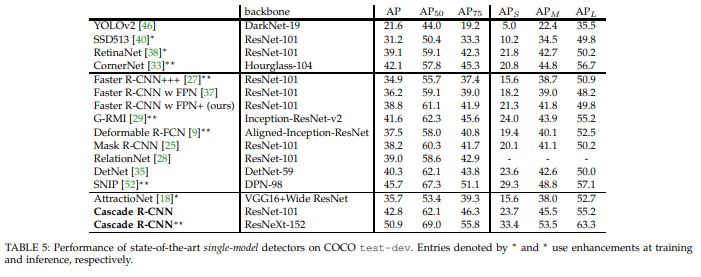 backbone AP AP50 AP75 APS APM APL
YOLOv2 [46] DarkNet-19 21.6 44.0 19.2 5.0 22.4 35.5
SSD513 [40]* ResNet-101 31.2 50.4 33.3 10.2 34.5 49.8
RetinaNet [38]* ResNet-101 39.1 59.1 42.3 21.8 42.7 50.2
CornerNet [33]** Hourglass-104 42.1 57.8 45.3 20.8 44.8 56.7
Faster R-CNN+++ [27]** ResNet-101 34.9 55.7 37.4 15.6 38.7 50.9
Faster R-CNN w FPN [37] ResNet-101 36.2 59.1 39.0 18.2 39.0 48.2
Faster R-CNN w FPN+ (ours) ResNet-101 38.8 61.1 41.9 21.3 41.8 49.8
G-RMI [29]** Inception-ResNet-v2 41.6 62.3 45.6 24.0 43.9 55.2
Deformable R-FCN [9]** Aligned-Inception-ResNet 37.5 58.0 40.8 19.4 40.1 52.5
Mask R-CNN [25] ResNet-101 38.2 60.3 41.7 20.1 41.1 50.2
RelationNet [28] ResNet-101 39.0 58.6 42.9 - - -
DetNet [35] DetNet-59 40.3 62.1 43.8 23.6 42.6 50.0
SNIP [52]** DPN-98 45.7 67.3 51.1 29.3 48.8 57.1
AttractioNet [18]* VGG16+Wide ResNet 35.7 53.4 39.3 15.6 38.0 52.7
Cascade R-CNN ResNet-101 42.8 62.1 46.3 23.7 45.5 55.2
Cascade R-CNN** ResNeXt-152 50.9 69.0 55.8 33.4 53.5 63.3
TABLE 5: Performance of state-of-the-art single-model detectors on COCO test-dev. Entries denoted by * and * use enhancements at training
and inference, respectively.